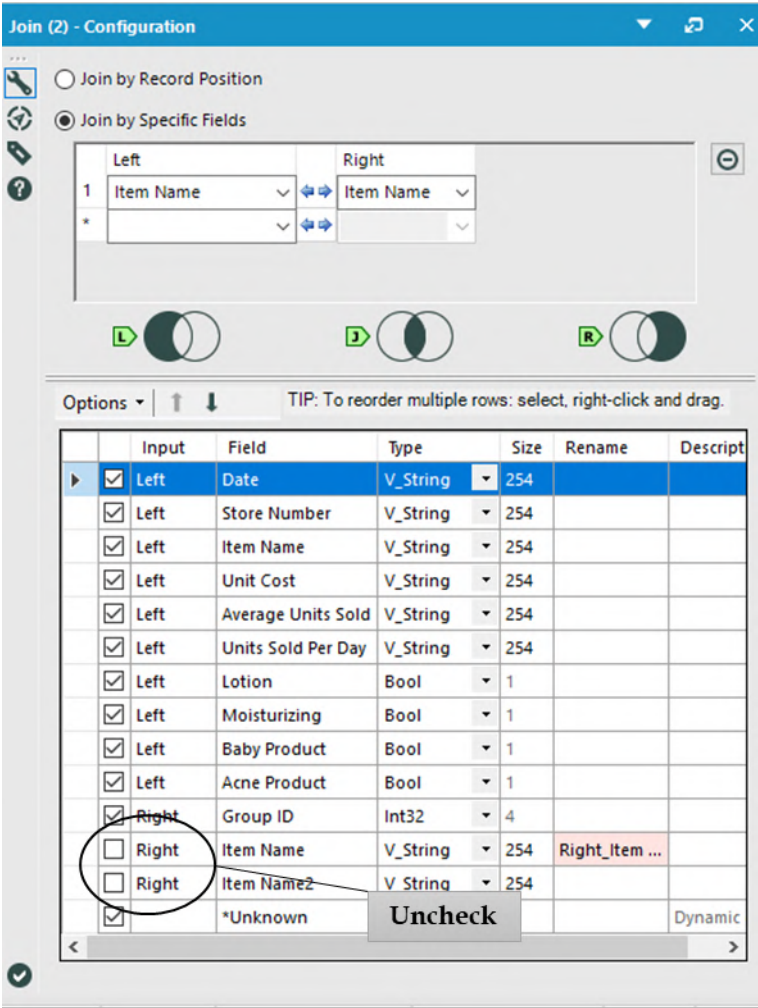 Join (2) - Configuration
Join by Record Position
Join by Specific Fields
Left Right
1 Item Name Item Name
*
L J R
Options TIP: To reorder multiple rows: select, right-click and drag.
Input Field Type Size Rename Descript
Left Date V_String 254
Left Store Number V_String 254
Left Item Name V_String 254
Left Unit Cost V_String 254
Left Average Units Sold V_String 254
Left Units Sold Per Day V_String 254
Left Lotion Bool 1
Left Moisturizing Bool 1
Left Baby Product Bool 1
Left Acne Product Bool 1
Right Group ID Int32 4
Right Item Name V_String 254 Right_Item ...
Right Item Name2 V_String 254
*Unknown Dynamic
Uncheck